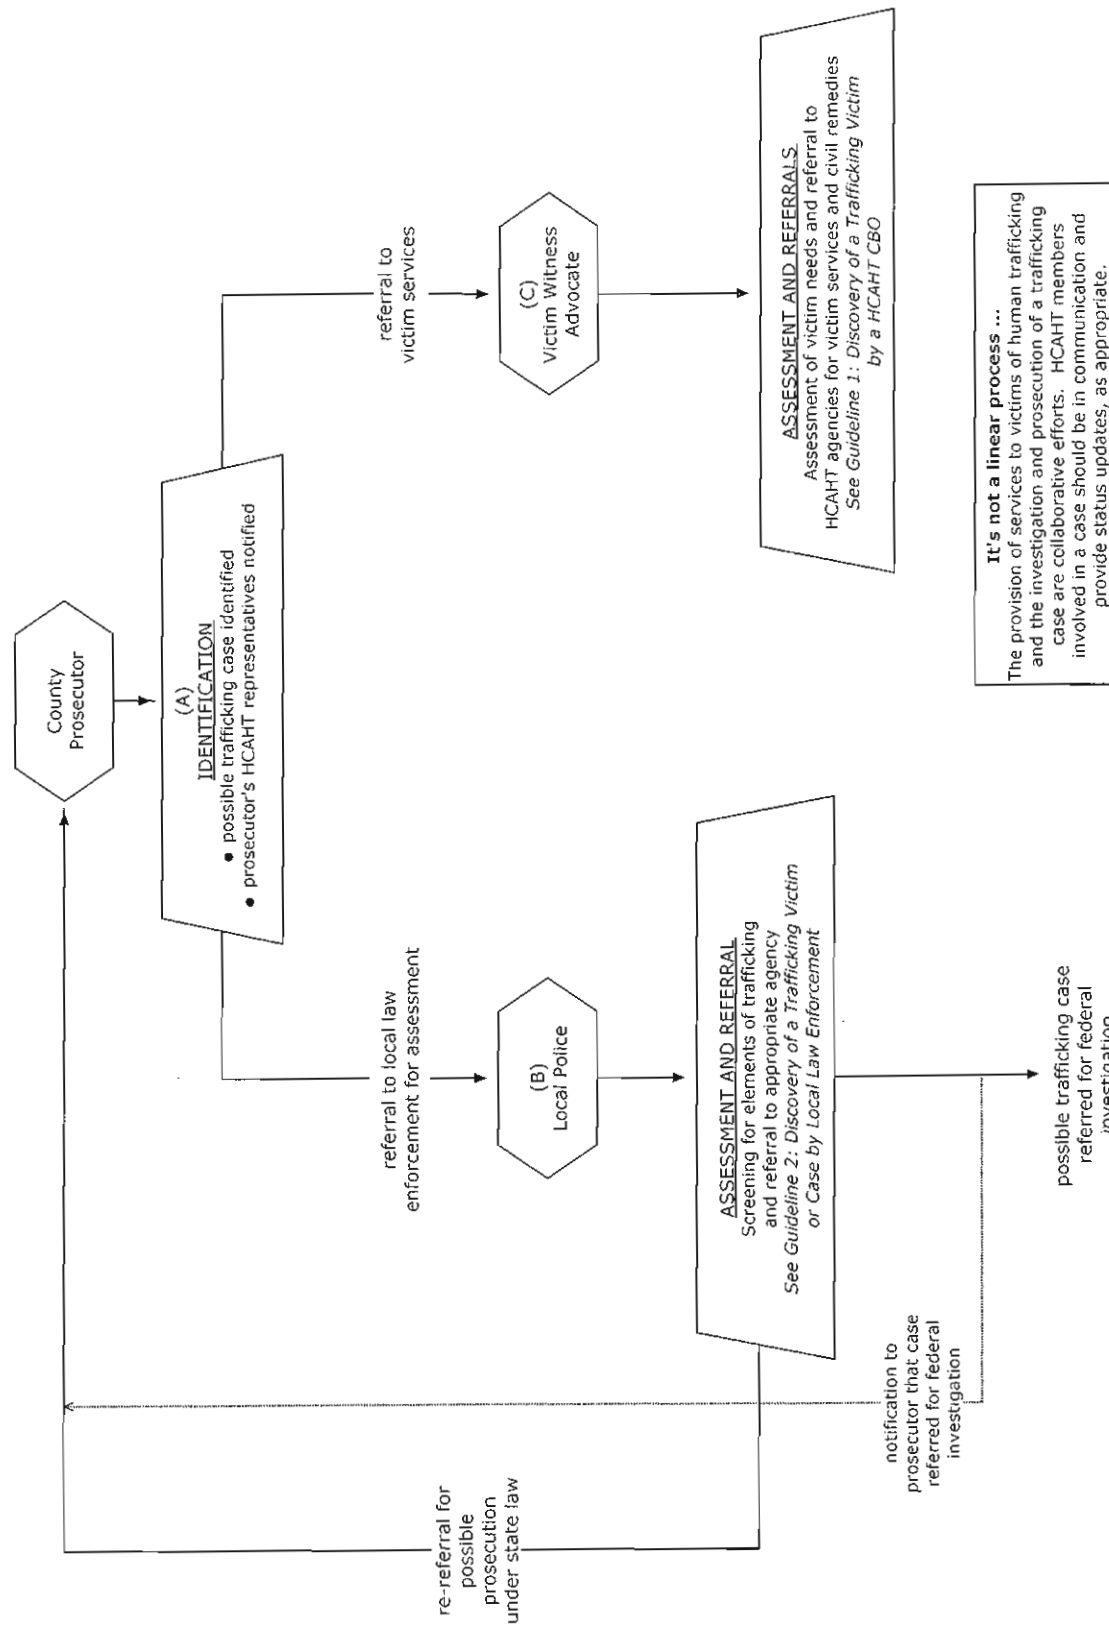 County
Prosecutor
(A)
IDENTIFICATION
• possible trafficking case identified
• prosecutor's HCAHT representatives notified
referral to local law
enforcement for assessment
referral to
victim services
(B)
Local Police
(C)
Victim Witness
Advocate
ASSESSMENT AND REFERRAL
Screening for elements of trafficking
and referral to appropriate agency
See Guideline 2: Discovery of a Trafficking Victim
or Case by Local Law Enforcement
ASSESSMENT AND REFERRALS
Assessment of victim needs and referral to
HCAHT agencies for victim services and civil remedies
See Guideline 1: Discovery of a Trafficking Victim
by a HCAHT CBO
re-referral for
possible
prosecution
under state law
notification to
prosecutor that case
referred for federal
investigation
possible trafficking case
referred for federal
investigation
It's not a linear process ...
The provision of services to victims of human trafficking
and the investigation and prosecution of a trafficking
case are collaborative efforts. HCAHT members
involved in a case should be in communication and
provide status updates, as appropriate.